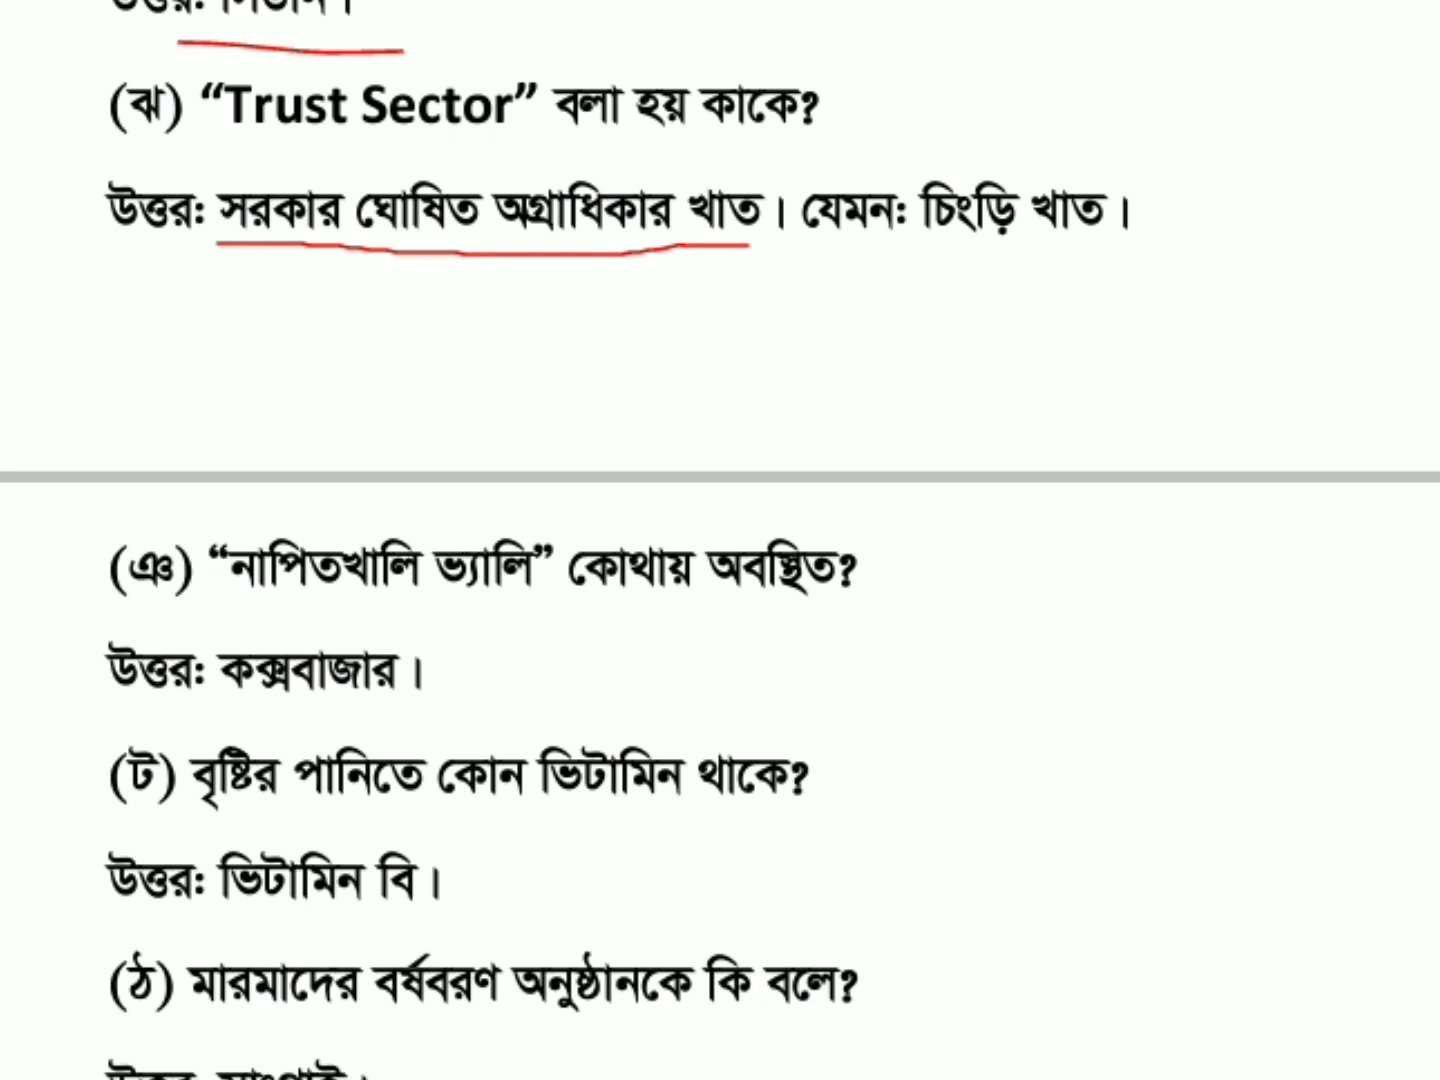 (ঝ) “Trust Sector” বলা হয় কাকে?
উত্তর: সরকার ঘোষিত অগ্রাধিকার খাত। যেমন: চিংড়ি খাত।
(ঞ) “নাপিতখালি ভ্যালি” কোথায় অবস্থিত?
উত্তর: কক্সবাজার।
(ট) বৃষ্টির পানিতে কোন ভিটামিন থাকে?
উত্তর: ভিটামিন বি।
(ঠ) মারমাদের বর্ষবরণ অনুষ্ঠানকে কি বলে?